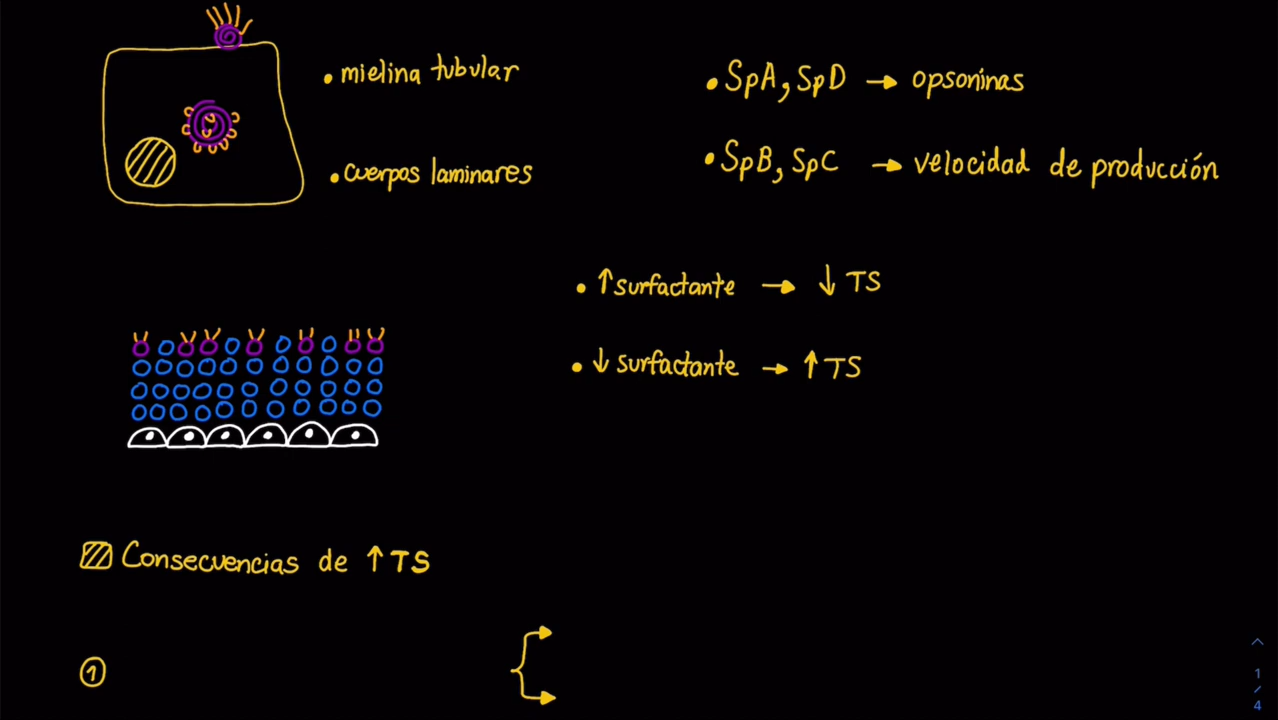 • mielina tubular
• cuerpos laminares
• SpA, SpD → opsoninas
• SpB, SpC → velocidad de producción
• ↑ surfactante → ↓ TS
• ↓ surfactante → ↑ TS
Consecuencias de ↑ TS
①
1
/
4